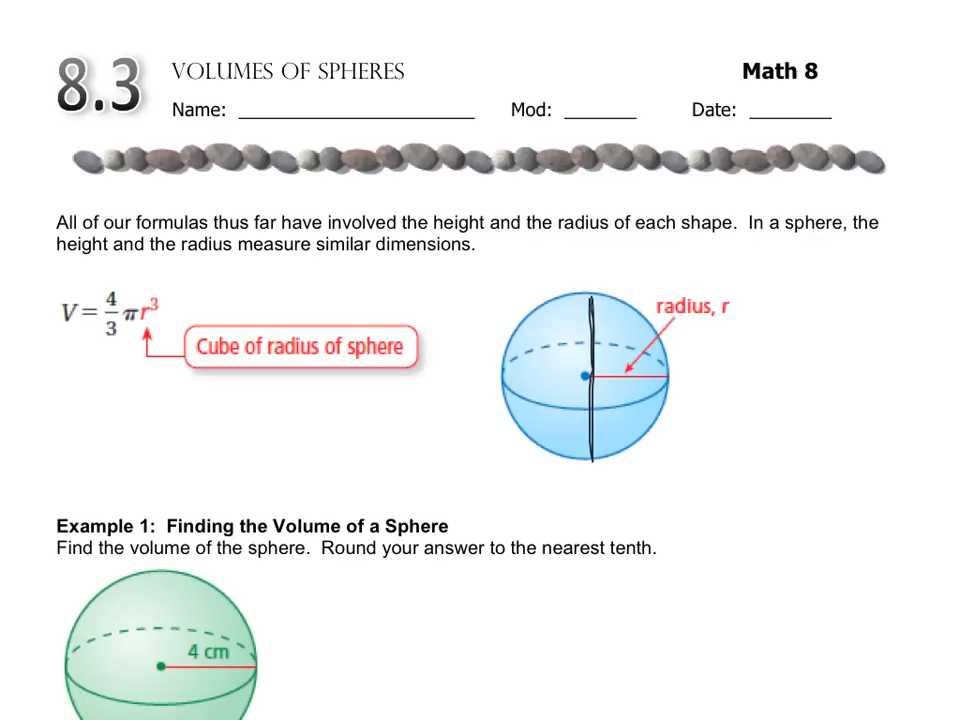 8.3 VOLUMES OF SPHERES Math 8
Name: ______________________ Mod: _______ Date: ________
All of our formulas thus far have involved the height and the radius of each shape. In a sphere, the
height and the radius measure similar dimensions.
V = 4/3 πr³
radius, r
Cube of radius of sphere
Example 1: Finding the Volume of a Sphere
Find the volume of the sphere. Round your answer to the nearest tenth.
4 cm